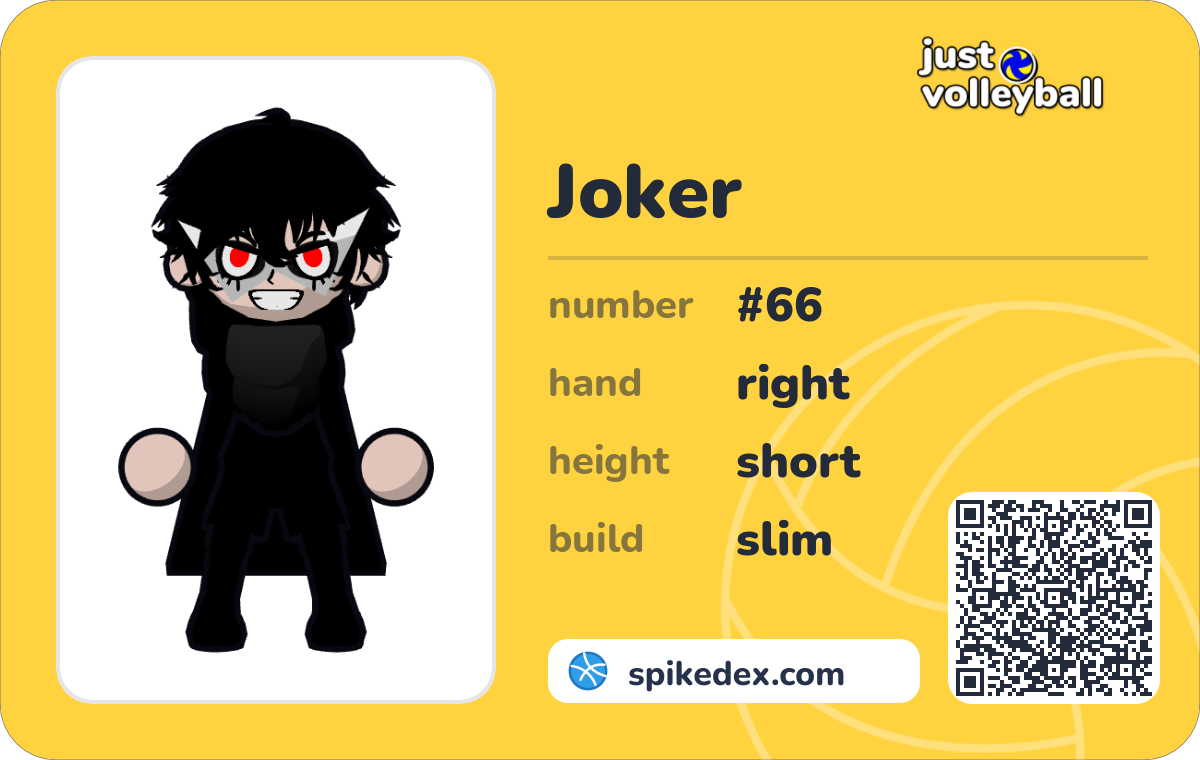 just
volleyball
Joker
number #66
hand right
height short
build slim
spikedex.com